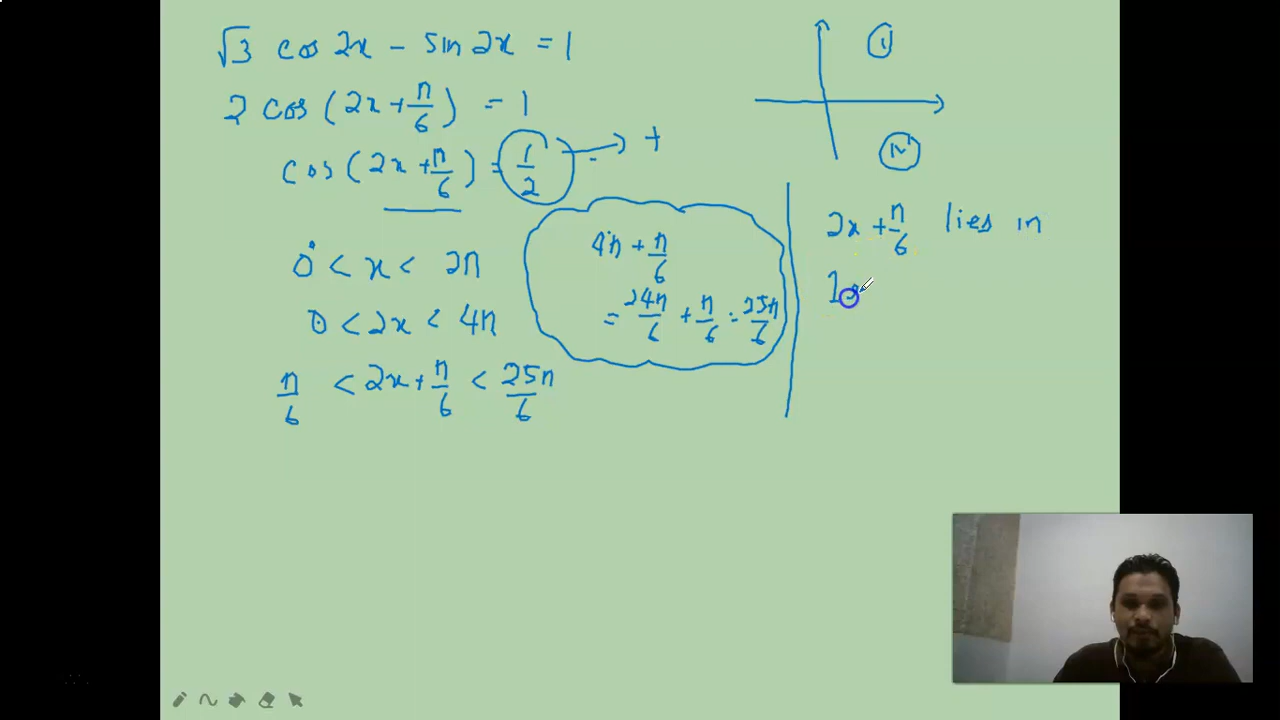 √3 cos 2x - sin 2x = 1
2 cos (2x + π/6) = 1
cos (2x + π/6) = 1/2 → +
0 < x < 2π
0 < 2x < 4π
π/6 < 2x + π/6 < 25π/6
4π + π/6
= 24π/6 + π/6 = 25π/6
I
IV
2x + π/6 lies in